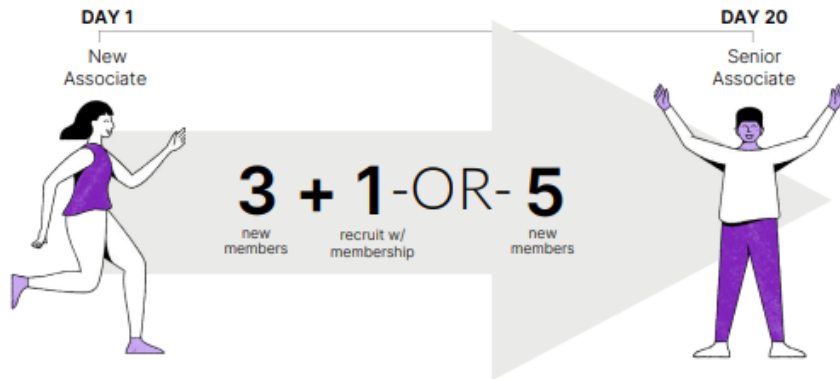 DAY 1
DAY 20
New
Associate
Senior
Associate
3 + 1 -OR- 5
new
members
recruit w/
membership
new
members